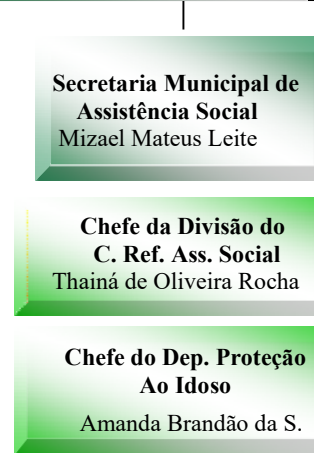 Secretaria Municipal de
Assistência Social
Mizael Mateus Leite
Chefe da Divisão do
C. Ref. Ass. Social
Thainá de Oliveira Rocha
Chefe do Dep. Proteção
Ao Idoso
Amanda Brandão da S.